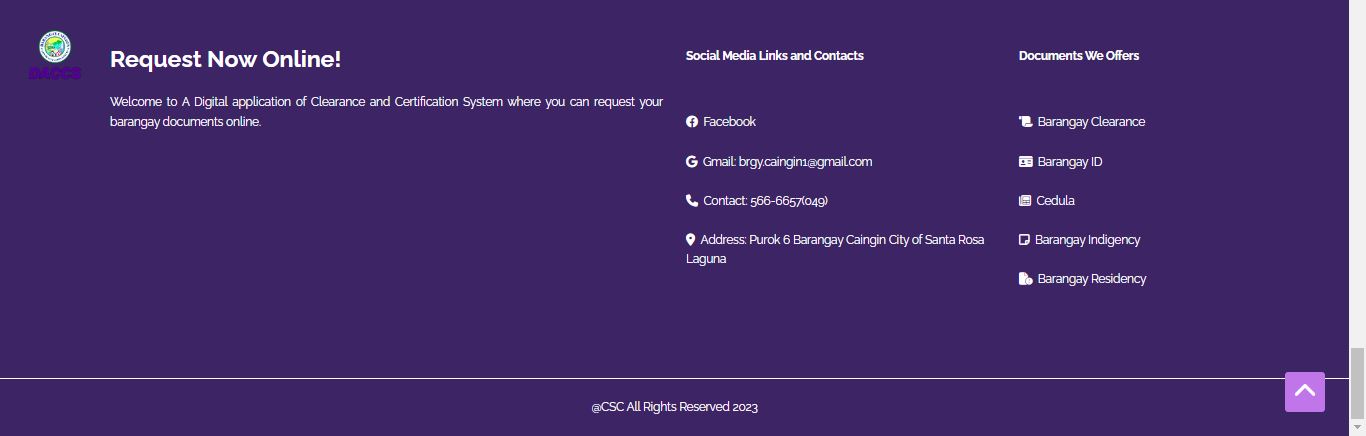 DACCS
Request Now Online!
Welcome to A Digital application of Clearance and Certification System where you can request your
barangay documents online.
Social Media Links and Contacts
Facebook
Gmail: brgy.caingin1@gmail.com
Contact: 566-6657(049)
Address: Purok 6 Barangay Caingin City of Santa Rosa
Laguna
Documents We Offers
Barangay Clearance
Barangay ID
Cedula
Barangay Indigency
Barangay Residency
@CSC All Rights Reserved 2023